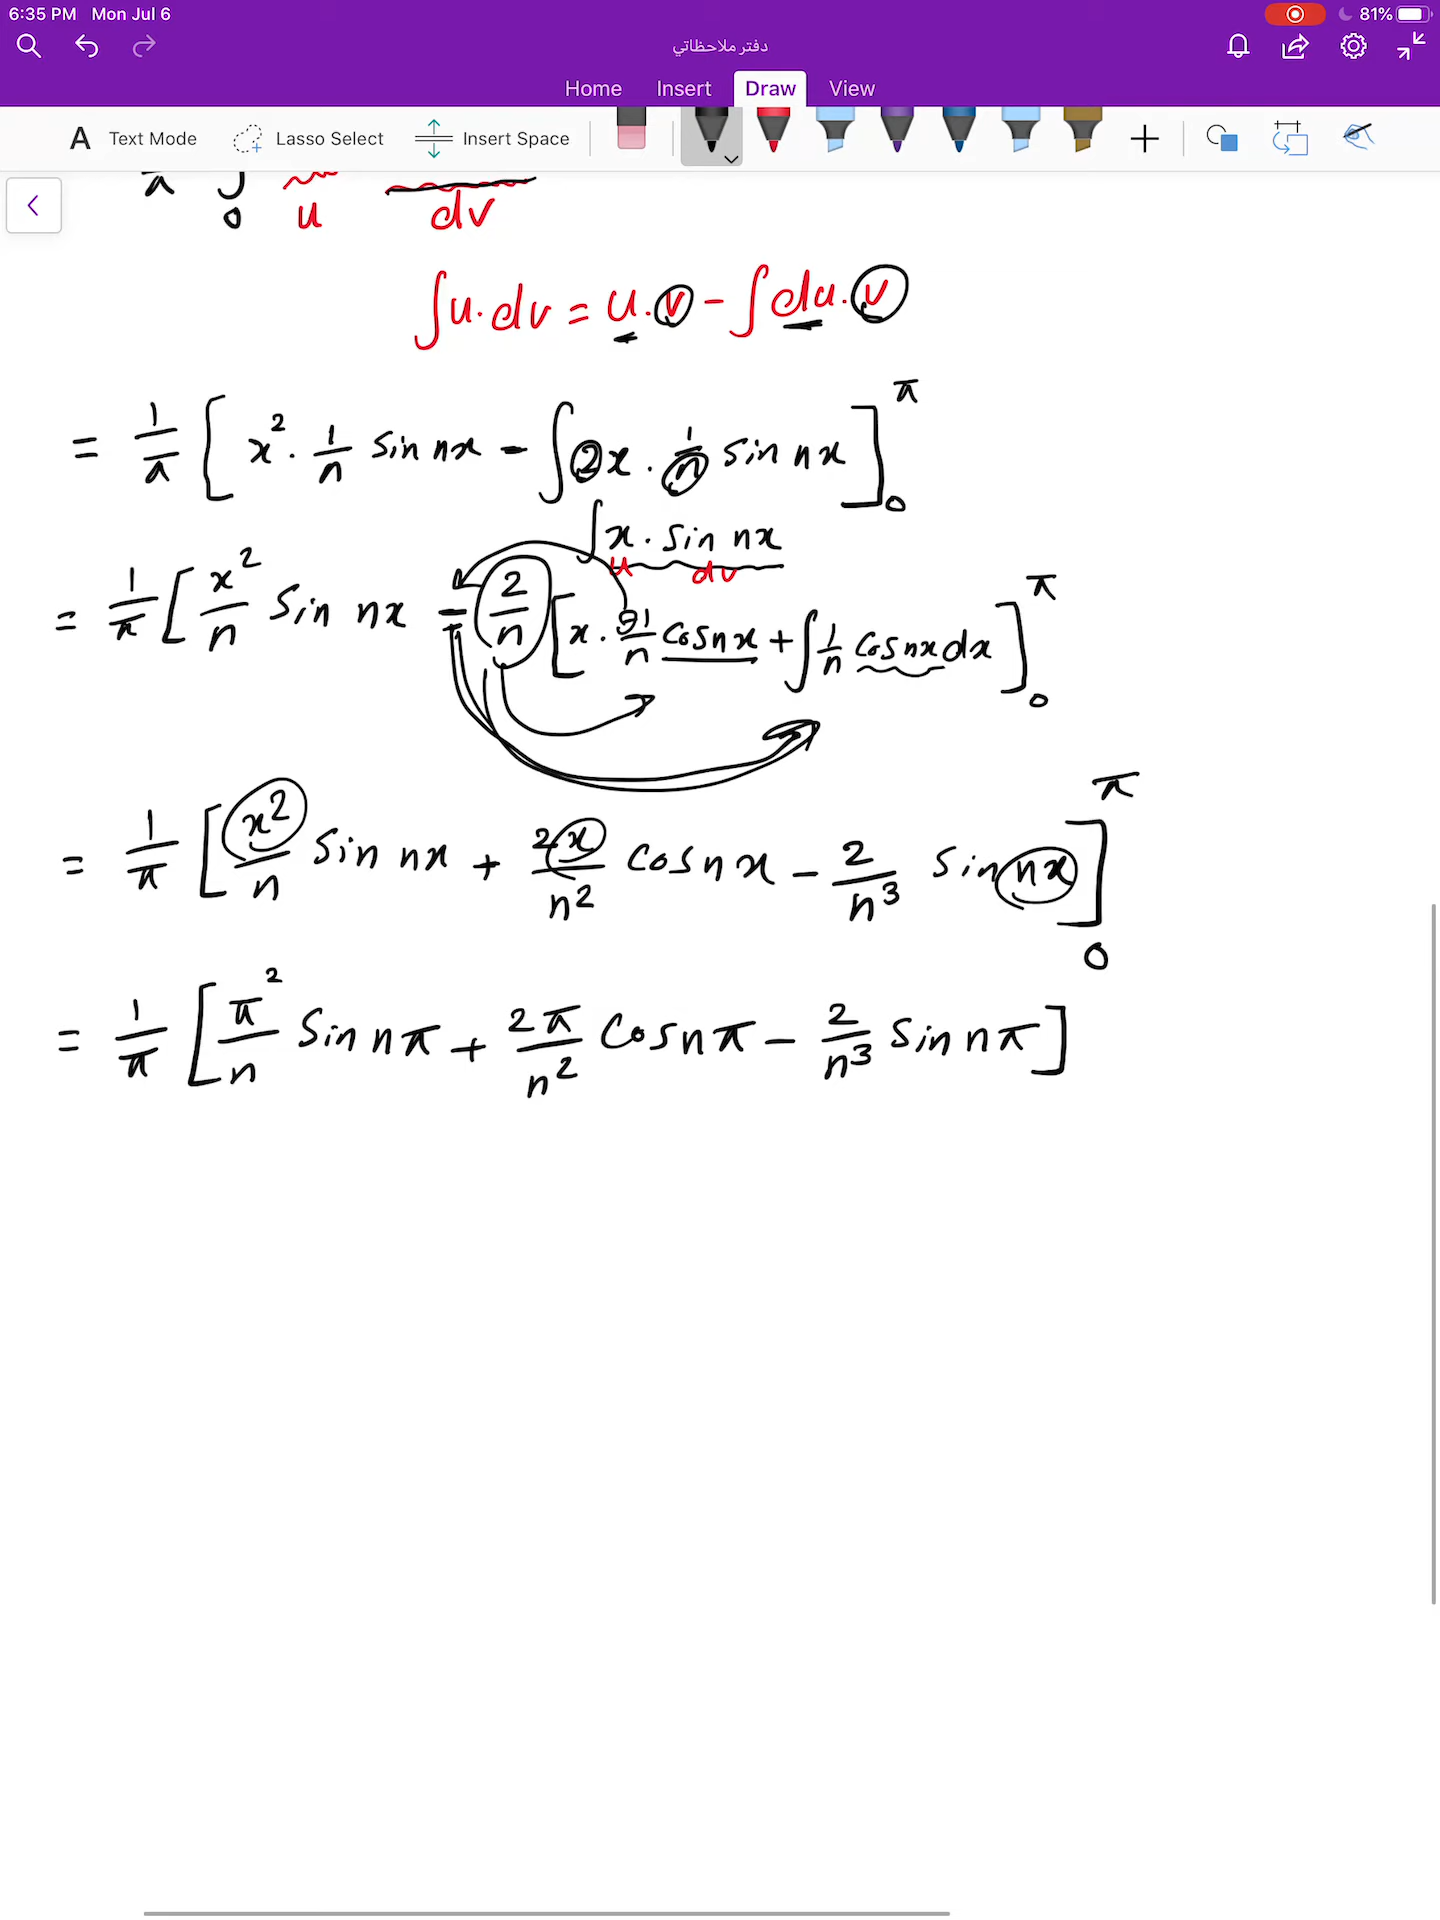 6:35 PM Mon Jul 6
81%
دفتر ملاحظاتي
Home Insert Draw View
A Text Mode Lasso Select Insert Space
π ∫ 0 u dv
∫u.dv = u.v - ∫du.v
= 1/π [ x². 1/n sin nx - ∫2x . 1/n sin nx ]₀^π
∫x . sin nx
u dv
= 1/π [ x²/n sin nx - 2/n [ x . -1/n cos nx + ∫ 1/n cos nx dx ]₀^π
= 1/π [ x²/n sin nx + 2x/n² cos nx - 2/n³ sin nx ]₀^π
= 1/π [ π²/n sin nπ + 2π/n² cos nπ - 2/n³ sin nπ ]